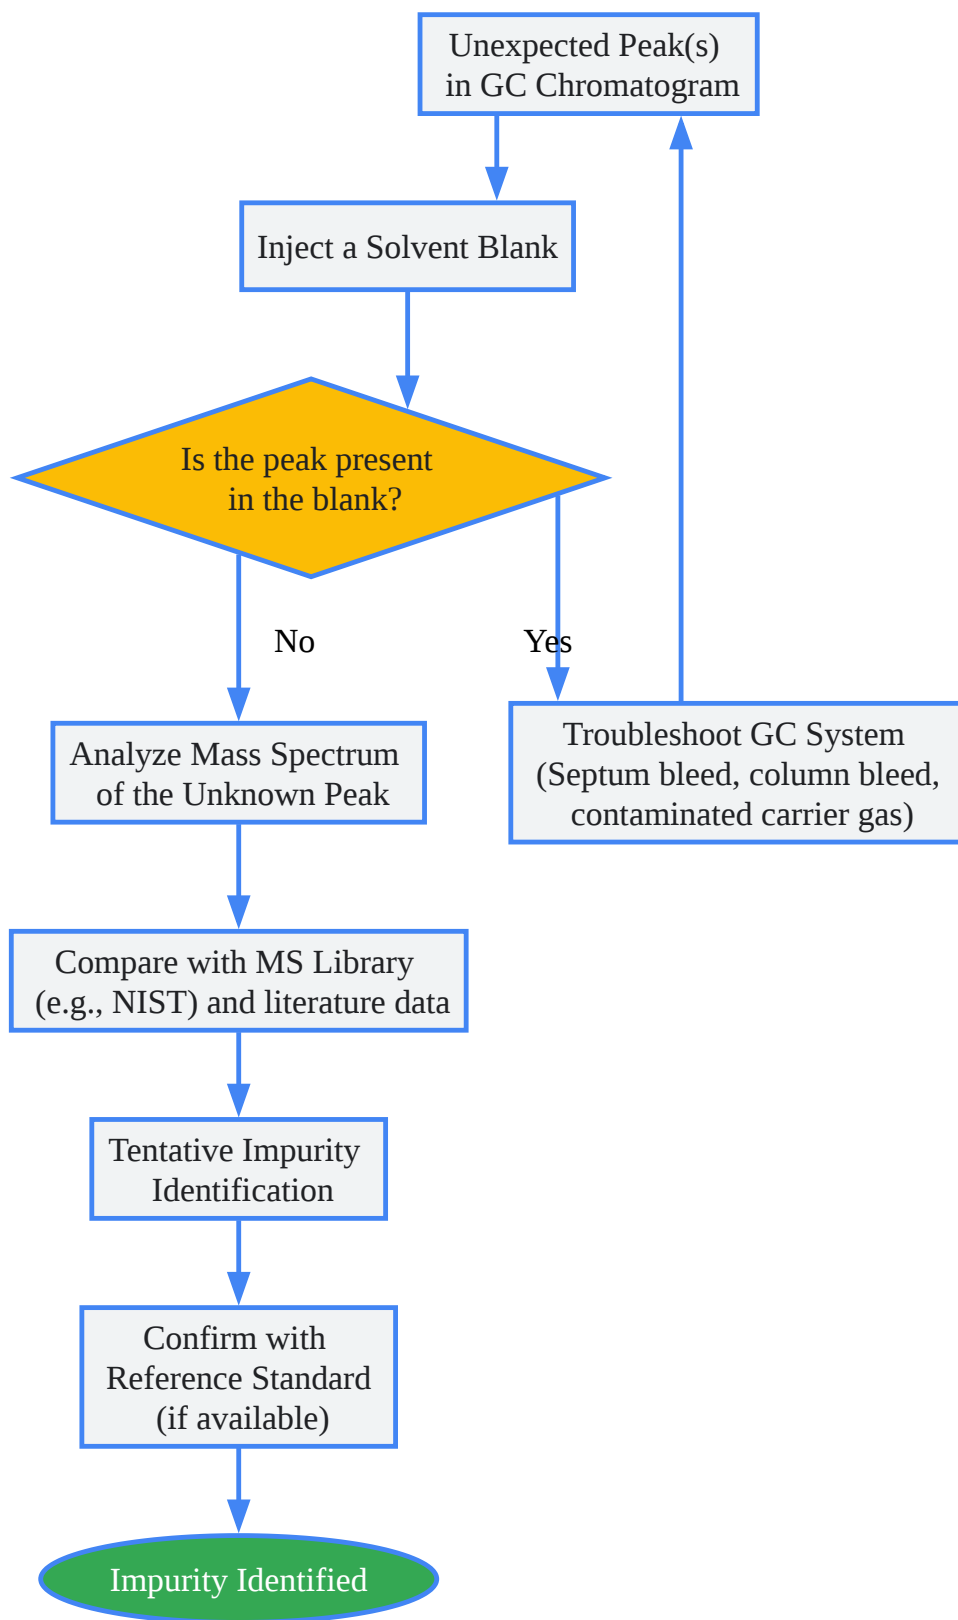 Unexpected Peak(s)
in GC Chromatogram
Inject a Solvent Blank
Is the peak present
in the blank?
No
Yes
Analyze Mass Spectrum
of the Unknown Peak
Troubleshoot GC System
(Septum bleed, column bleed,
contaminated carrier gas)
Compare with MS Library
(e.g., NIST) and literature data
Tentative Impurity
Identification
Confirm with
Reference Standard
(if available)
Impurity Identified